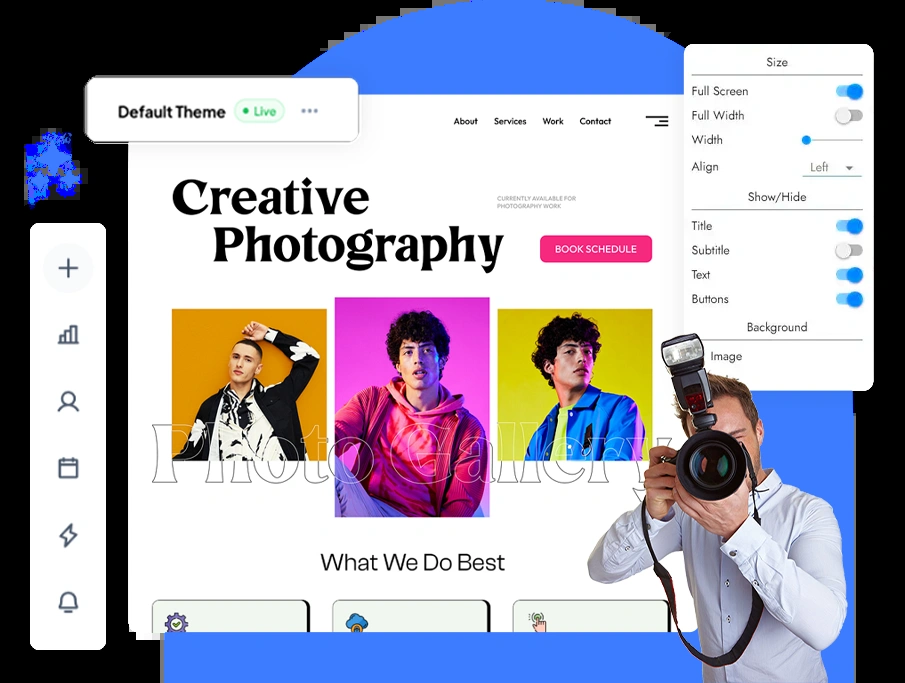 Default Theme
Live
About Services Work Contact
Creative
Photography
CURRENTLY AVAILABLE FOR
PHOTOGRAPHY WORK
BOOK SCHEDULE
Photo Gallery
What We Do Best
Size
Full Screen
Full Width
Width
Align Left
Show/Hide
Title
Subtitle
Text
Buttons
Background
Image